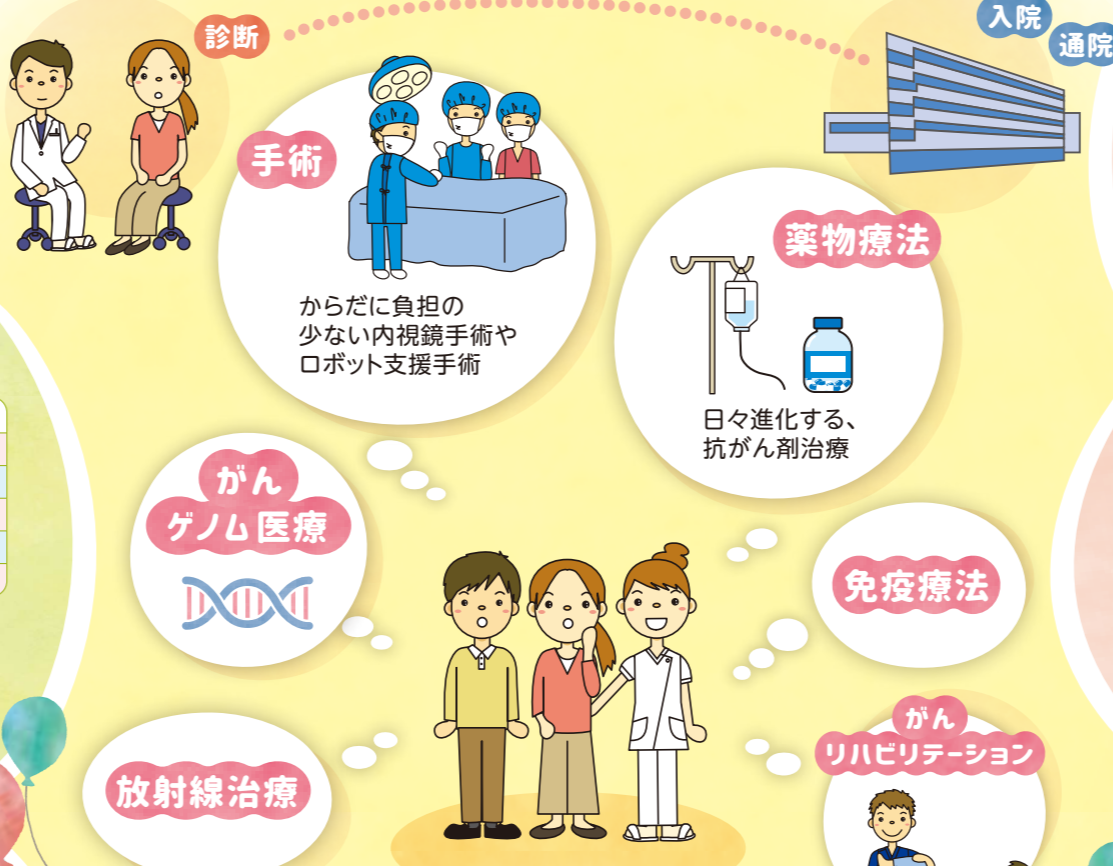 診断
入院
通院
手術
からだに負担の
少ない内視鏡手術や
ロボット支援手術
薬物療法
日々進化する、
抗がん剤治療
がん
ゲノム医療
免疫療法
放射線治療
がん
リハビリテーション